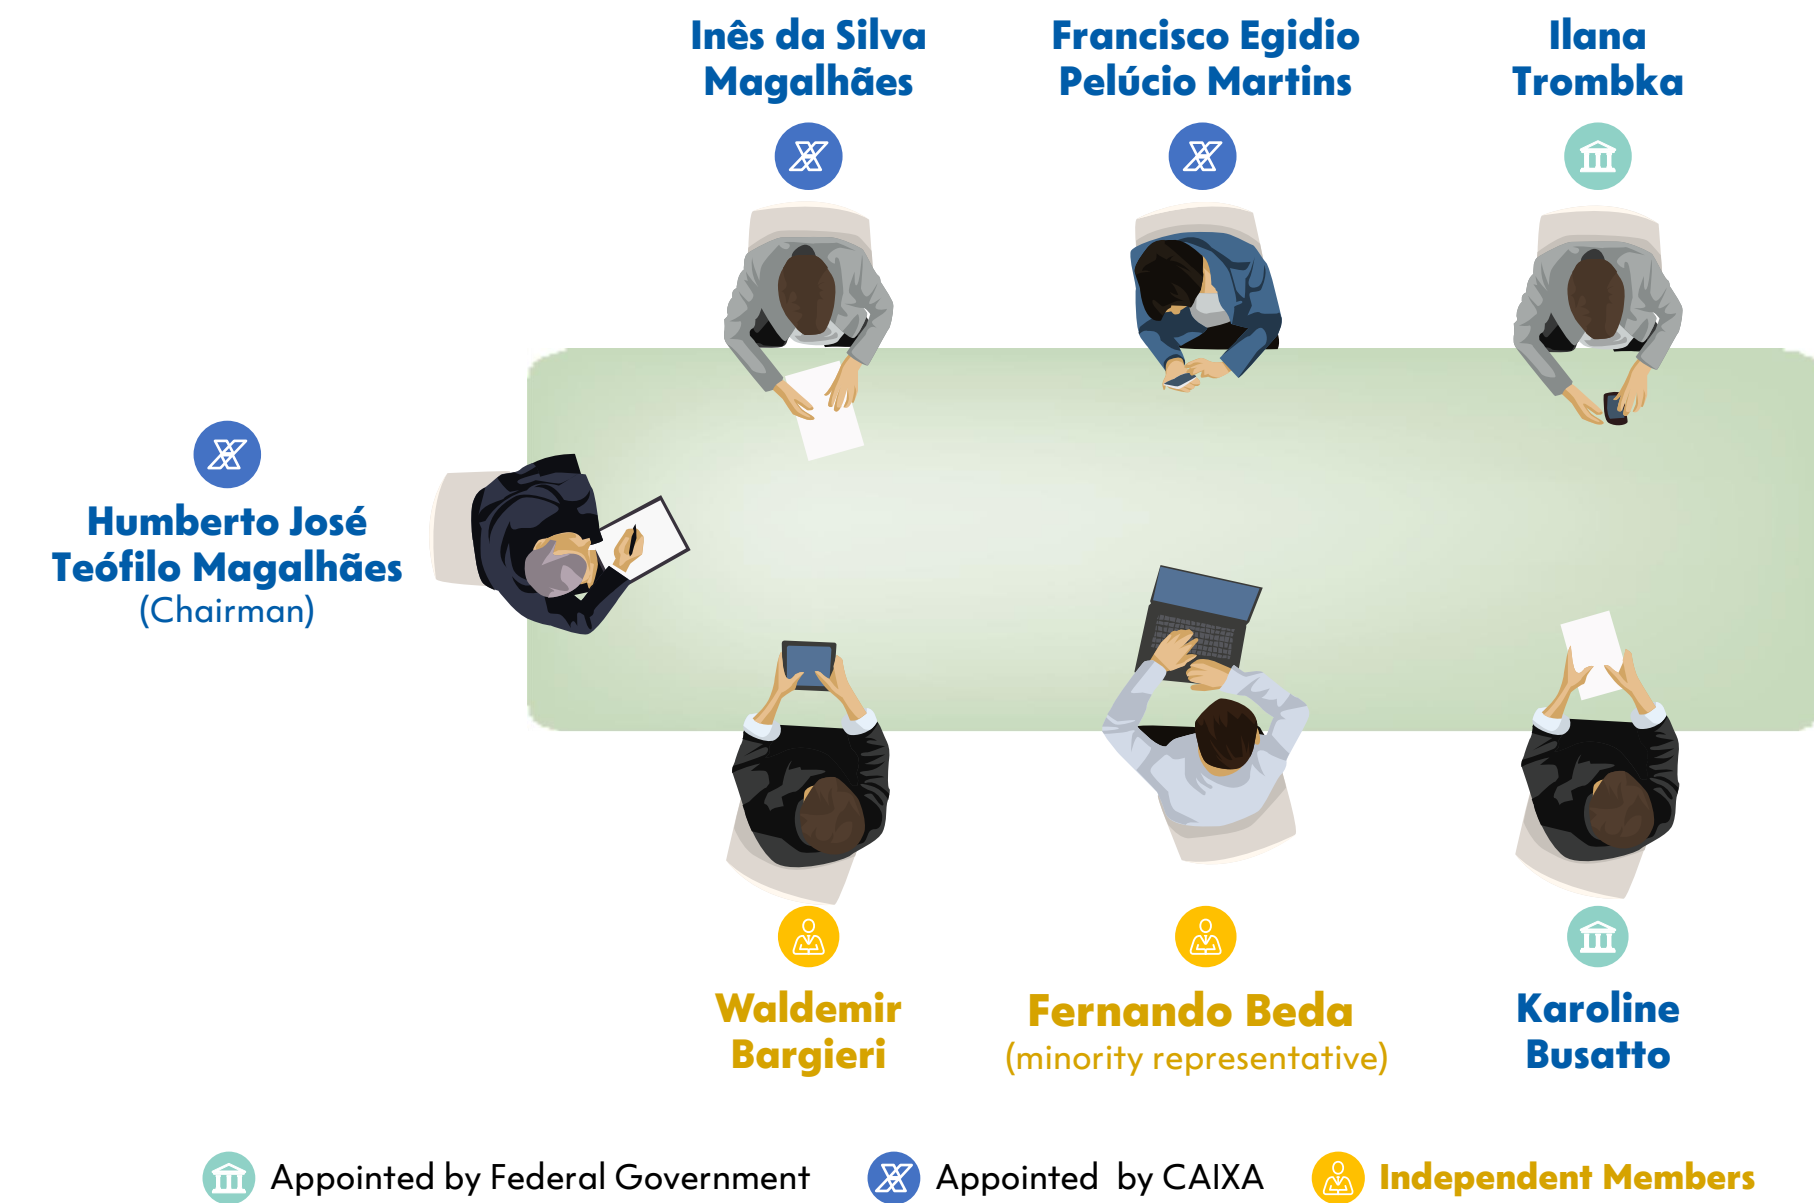 Inês da Silva
Magalhães
Francisco Egidio
Pelúcio Martins
Ilana
Trombka
Humberto José
Teófilo Magalhães
(Chairman)
Waldemir
Bargieri
Fernando Beda
(minority representative)
Karoline
Busatto
Appointed by Federal Government
Appointed by CAIXA
Independent Members